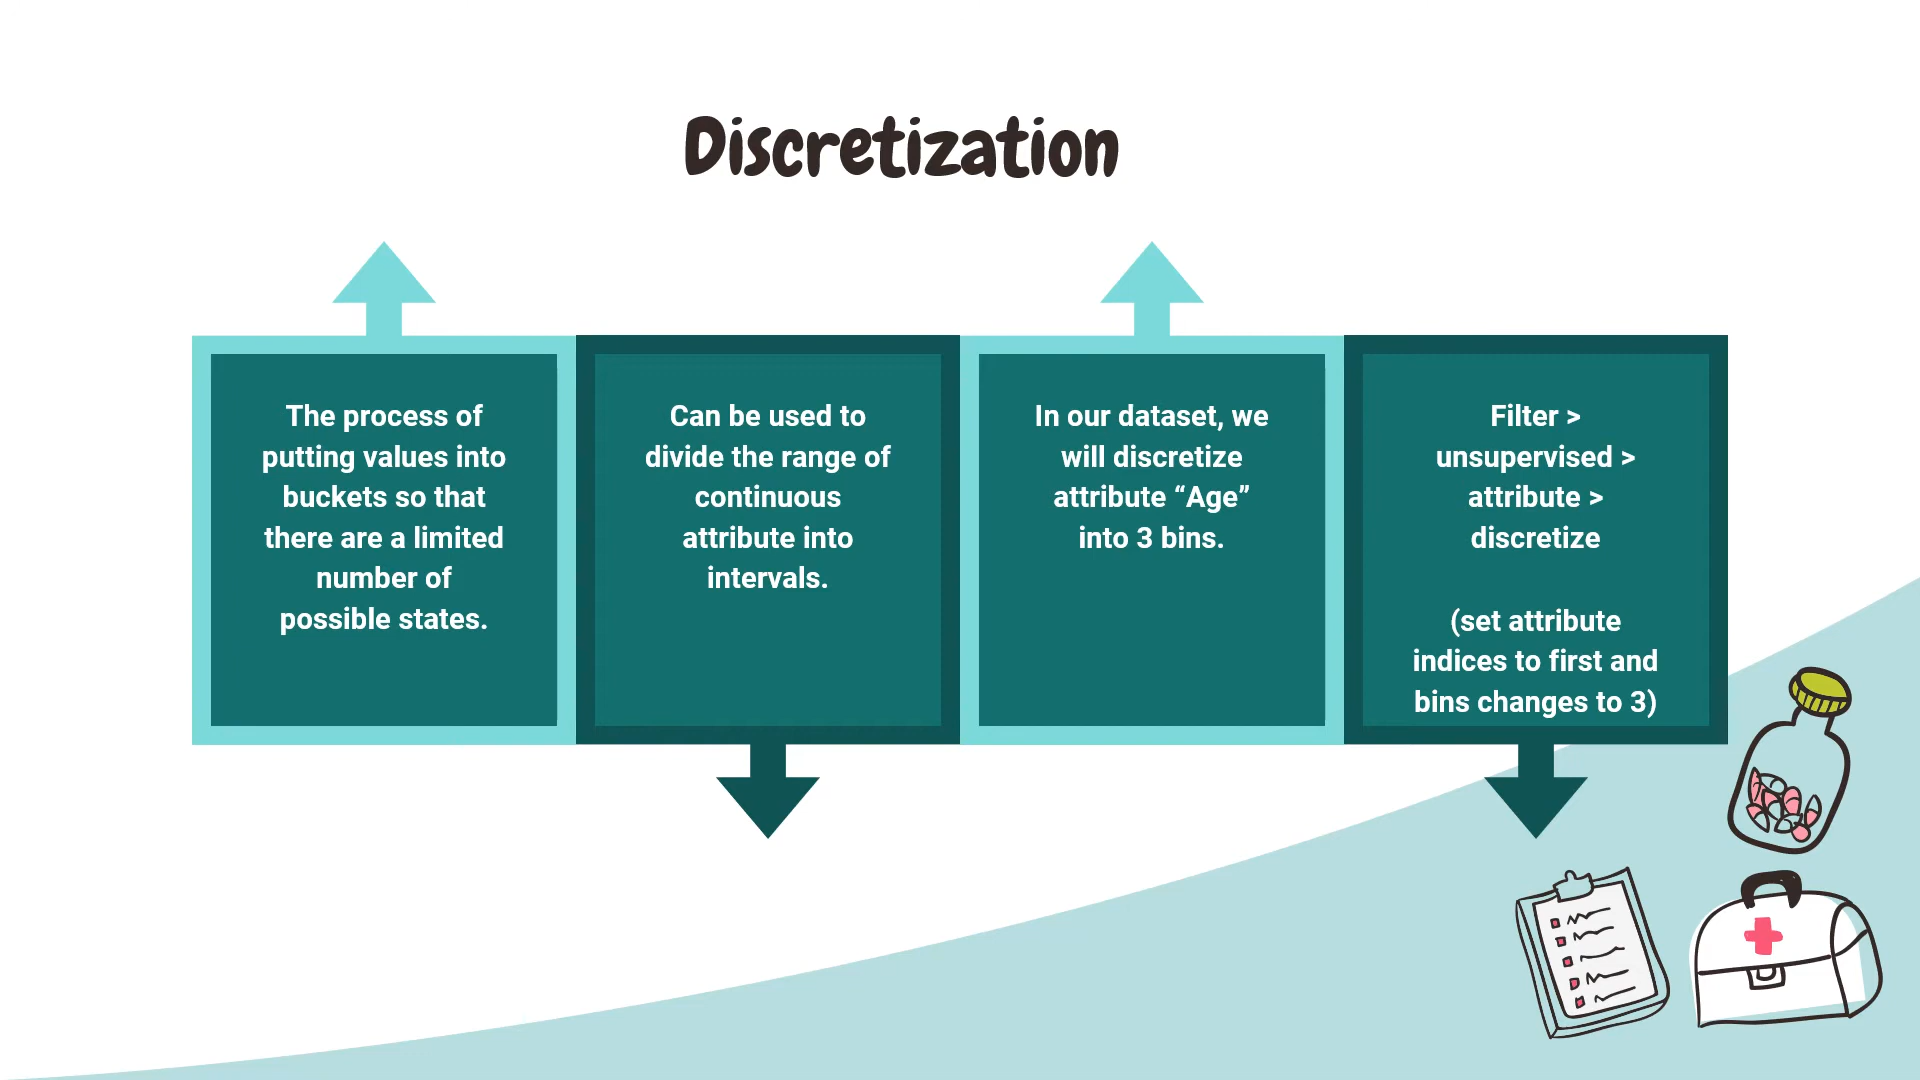 Discretization
The process of
putting values into
buckets so that
there are a limited
number of
possible states.
Can be used to
divide the range of
continuous
attribute into
intervals.
In our dataset, we
will discretize
attribute “Age”
into 3 bins.
Filter >
unsupervised >
attribute >
discretize
(set attribute
indices to first and
bins changes to 3)